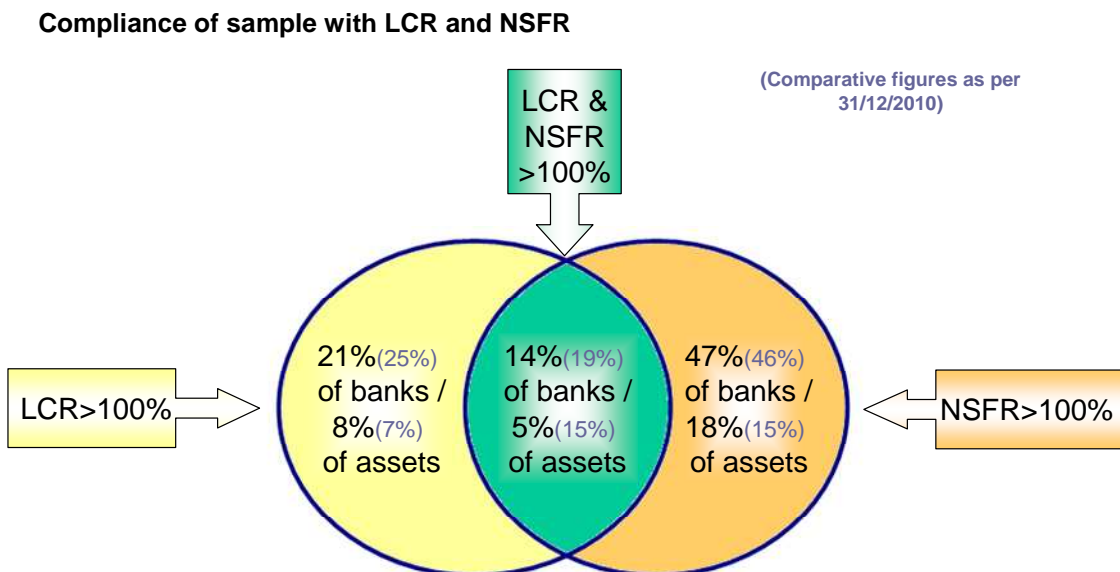 Compliance of sample with LCR and NSFR
(Comparative figures as per
31/12/2010)
LCR &
NSFR
>100%
LCR>100%
21%(25%)
of banks /
8%(7%)
of assets
14%(19%)
of banks /
5%(15%)
of assets
47%(46%)
of banks /
18%(15%)
of assets
NSFR>100%